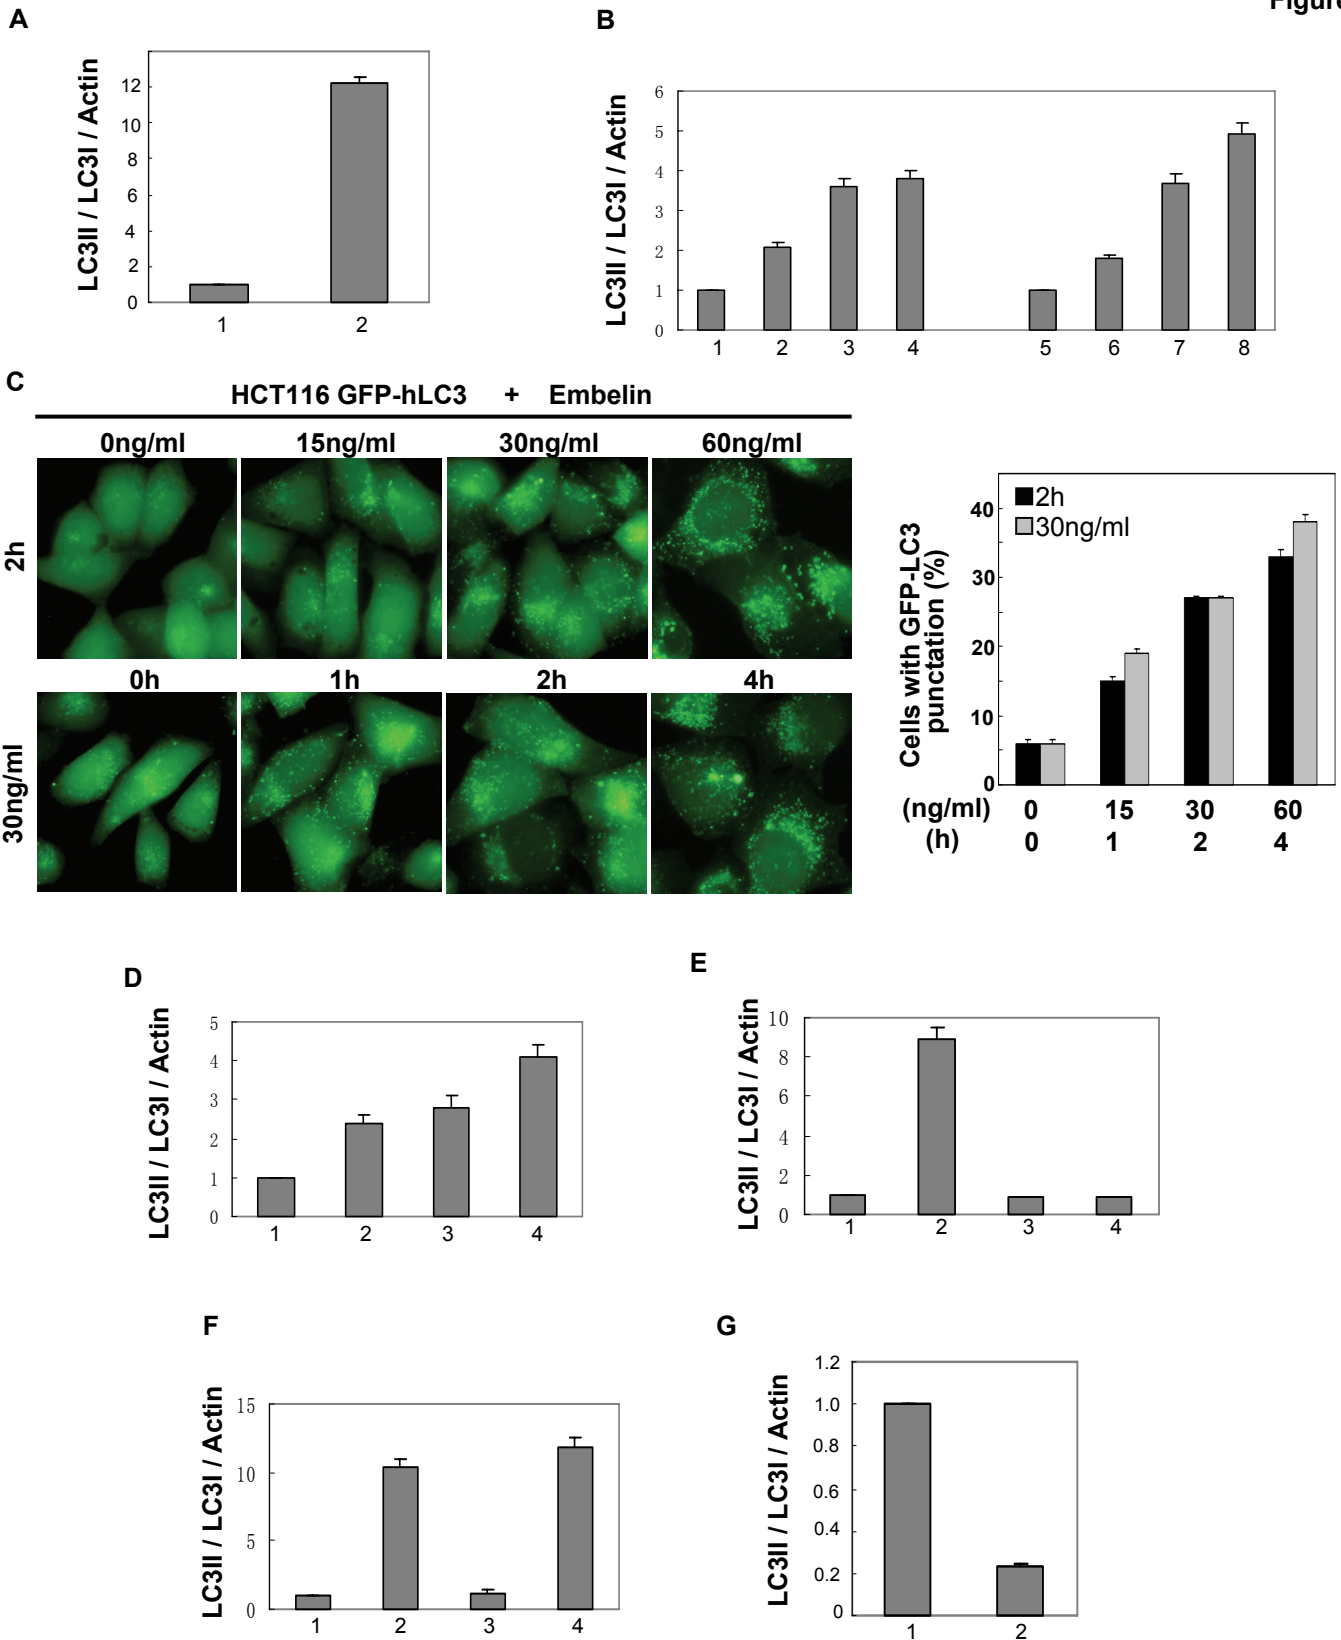 Figure
A
LC3II / LC3I / Actin
12
10
8
6
4
2
0
1 2
B
LC3II / LC3I / Actin
6
5
4
3
2
1
0
1 2 3 4 5 6 7 8
C
HCT116 GFP-hLC3 + Embelin
0ng/ml 15ng/ml 30ng/ml 60ng/ml
2h
0h 1h 2h 4h
30ng/ml
Cells with GFP-LC3
punctation (%)
2h
30ng/ml
40
30
20
10
0
(ng/ml) 0 15 30 60
(h) 0 1 2 4
D
LC3II / LC3I / Actin
5
4
3
2
1
0
1 2 3 4
E
LC3II / LC3I / Actin
10
8
6
4
2
0
1 2 3 4
F
LC3II / LC3I / Actin
15
10
5
0
1 2 3 4
G
LC3II / LC3I / Actin
1.2
1.0
0.8
0.6
0.4
0.2
0
1 2